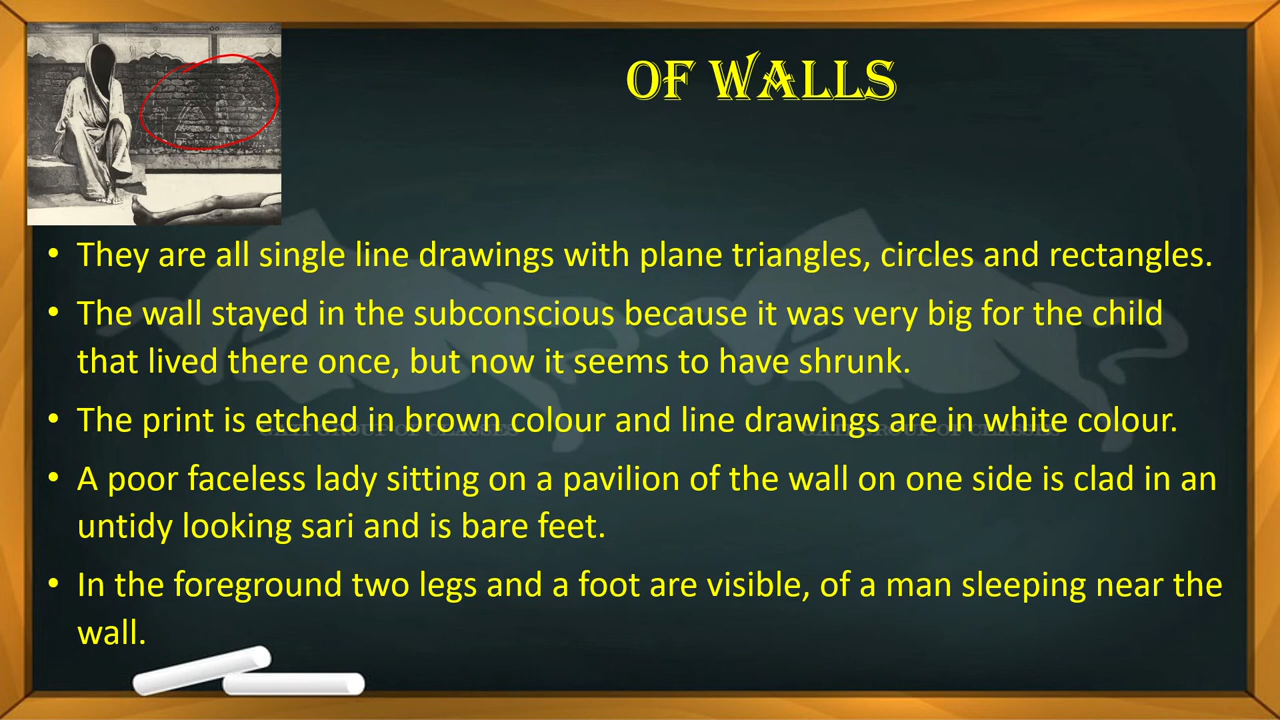 OF WALLS
• They are all single line drawings with plane triangles, circles and rectangles.
• The wall stayed in the subconscious because it was very big for the child
that lived there once, but now it seems to have shrunk.
• The print is etched in brown colour and line drawings are in white colour.
• A poor faceless lady sitting on a pavilion of the wall on one side is clad in an
untidy looking sari and is bare feet.
• In the foreground two legs and a foot are visible, of a man sleeping near the
wall.